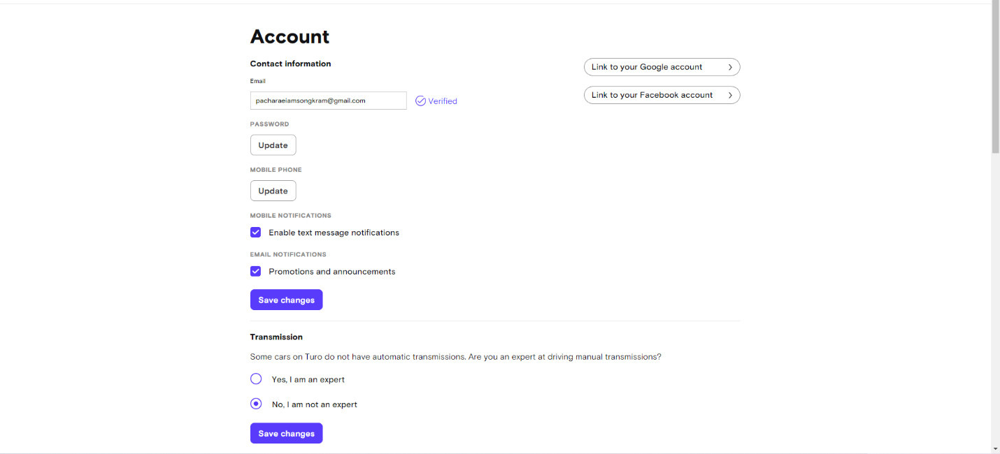 Account
Contact information
Email
pacharaeiamsongkram@gmail.com
Verified
Link to your Google account
Link to your Facebook account
PASSWORD
Update
MOBILE PHONE
Update
MOBILE NOTIFICATIONS
Enable text message notifications
EMAIL NOTIFICATIONS
Promotions and announcements
Save changes
Transmission
Some cars on Turo do not have automatic transmissions. Are you an expert at driving manual transmissions?
Yes, I am an expert
No, I am not an expert
Save changes